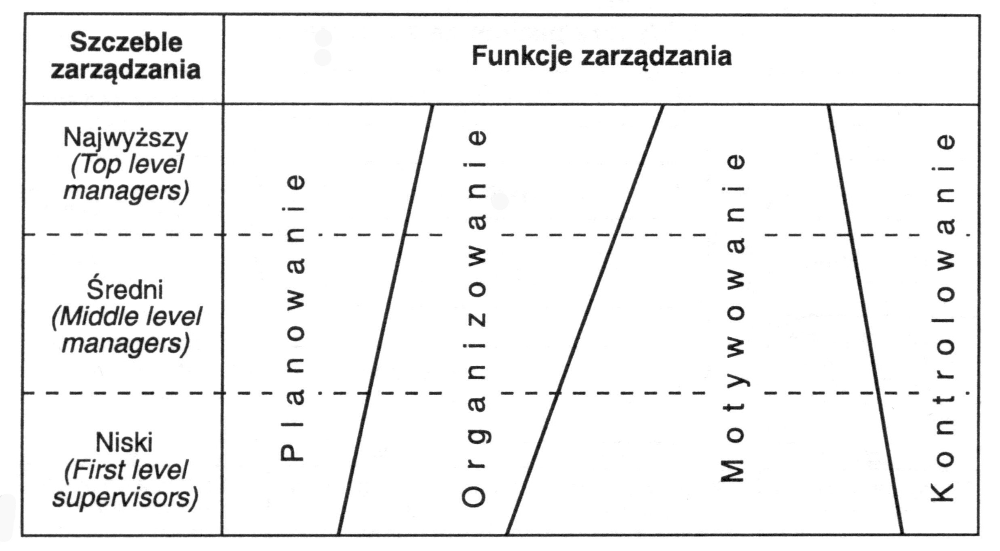 Szczeble
zarządzania
Funkcje zarządzania
Najwyższy
(Top level
managers)
Średni
(Middle level
managers)
Niski
(First level
supervisors)
Planowanie
Organizowanie
Motywowanie
Kontrolowanie